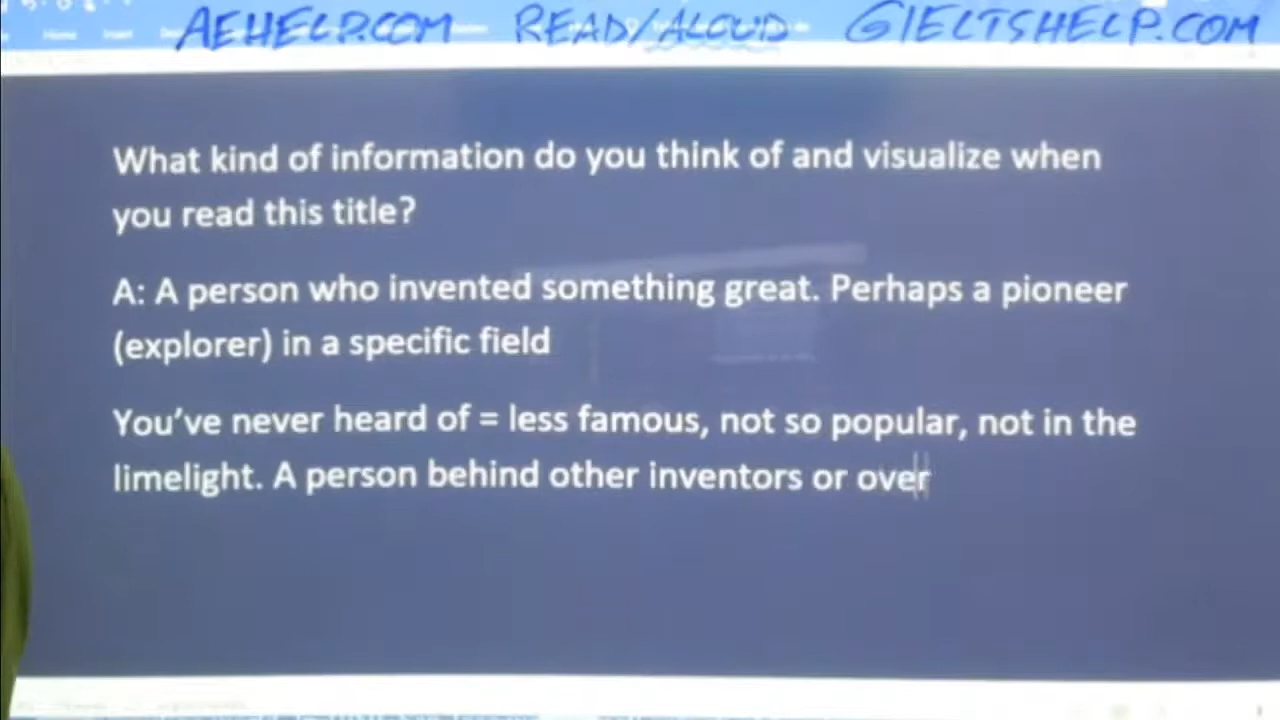 AEHELP.COM READ/ALOUD GIELTSHELP.COM
Home Insert
What kind of information do you think of and visualize when
you read this title?
A: A person who invented something great. Perhaps a pioneer
(explorer) in a specific field
You've never heard of = less famous, not so popular, not in the
limelight. A person behind other inventors or over